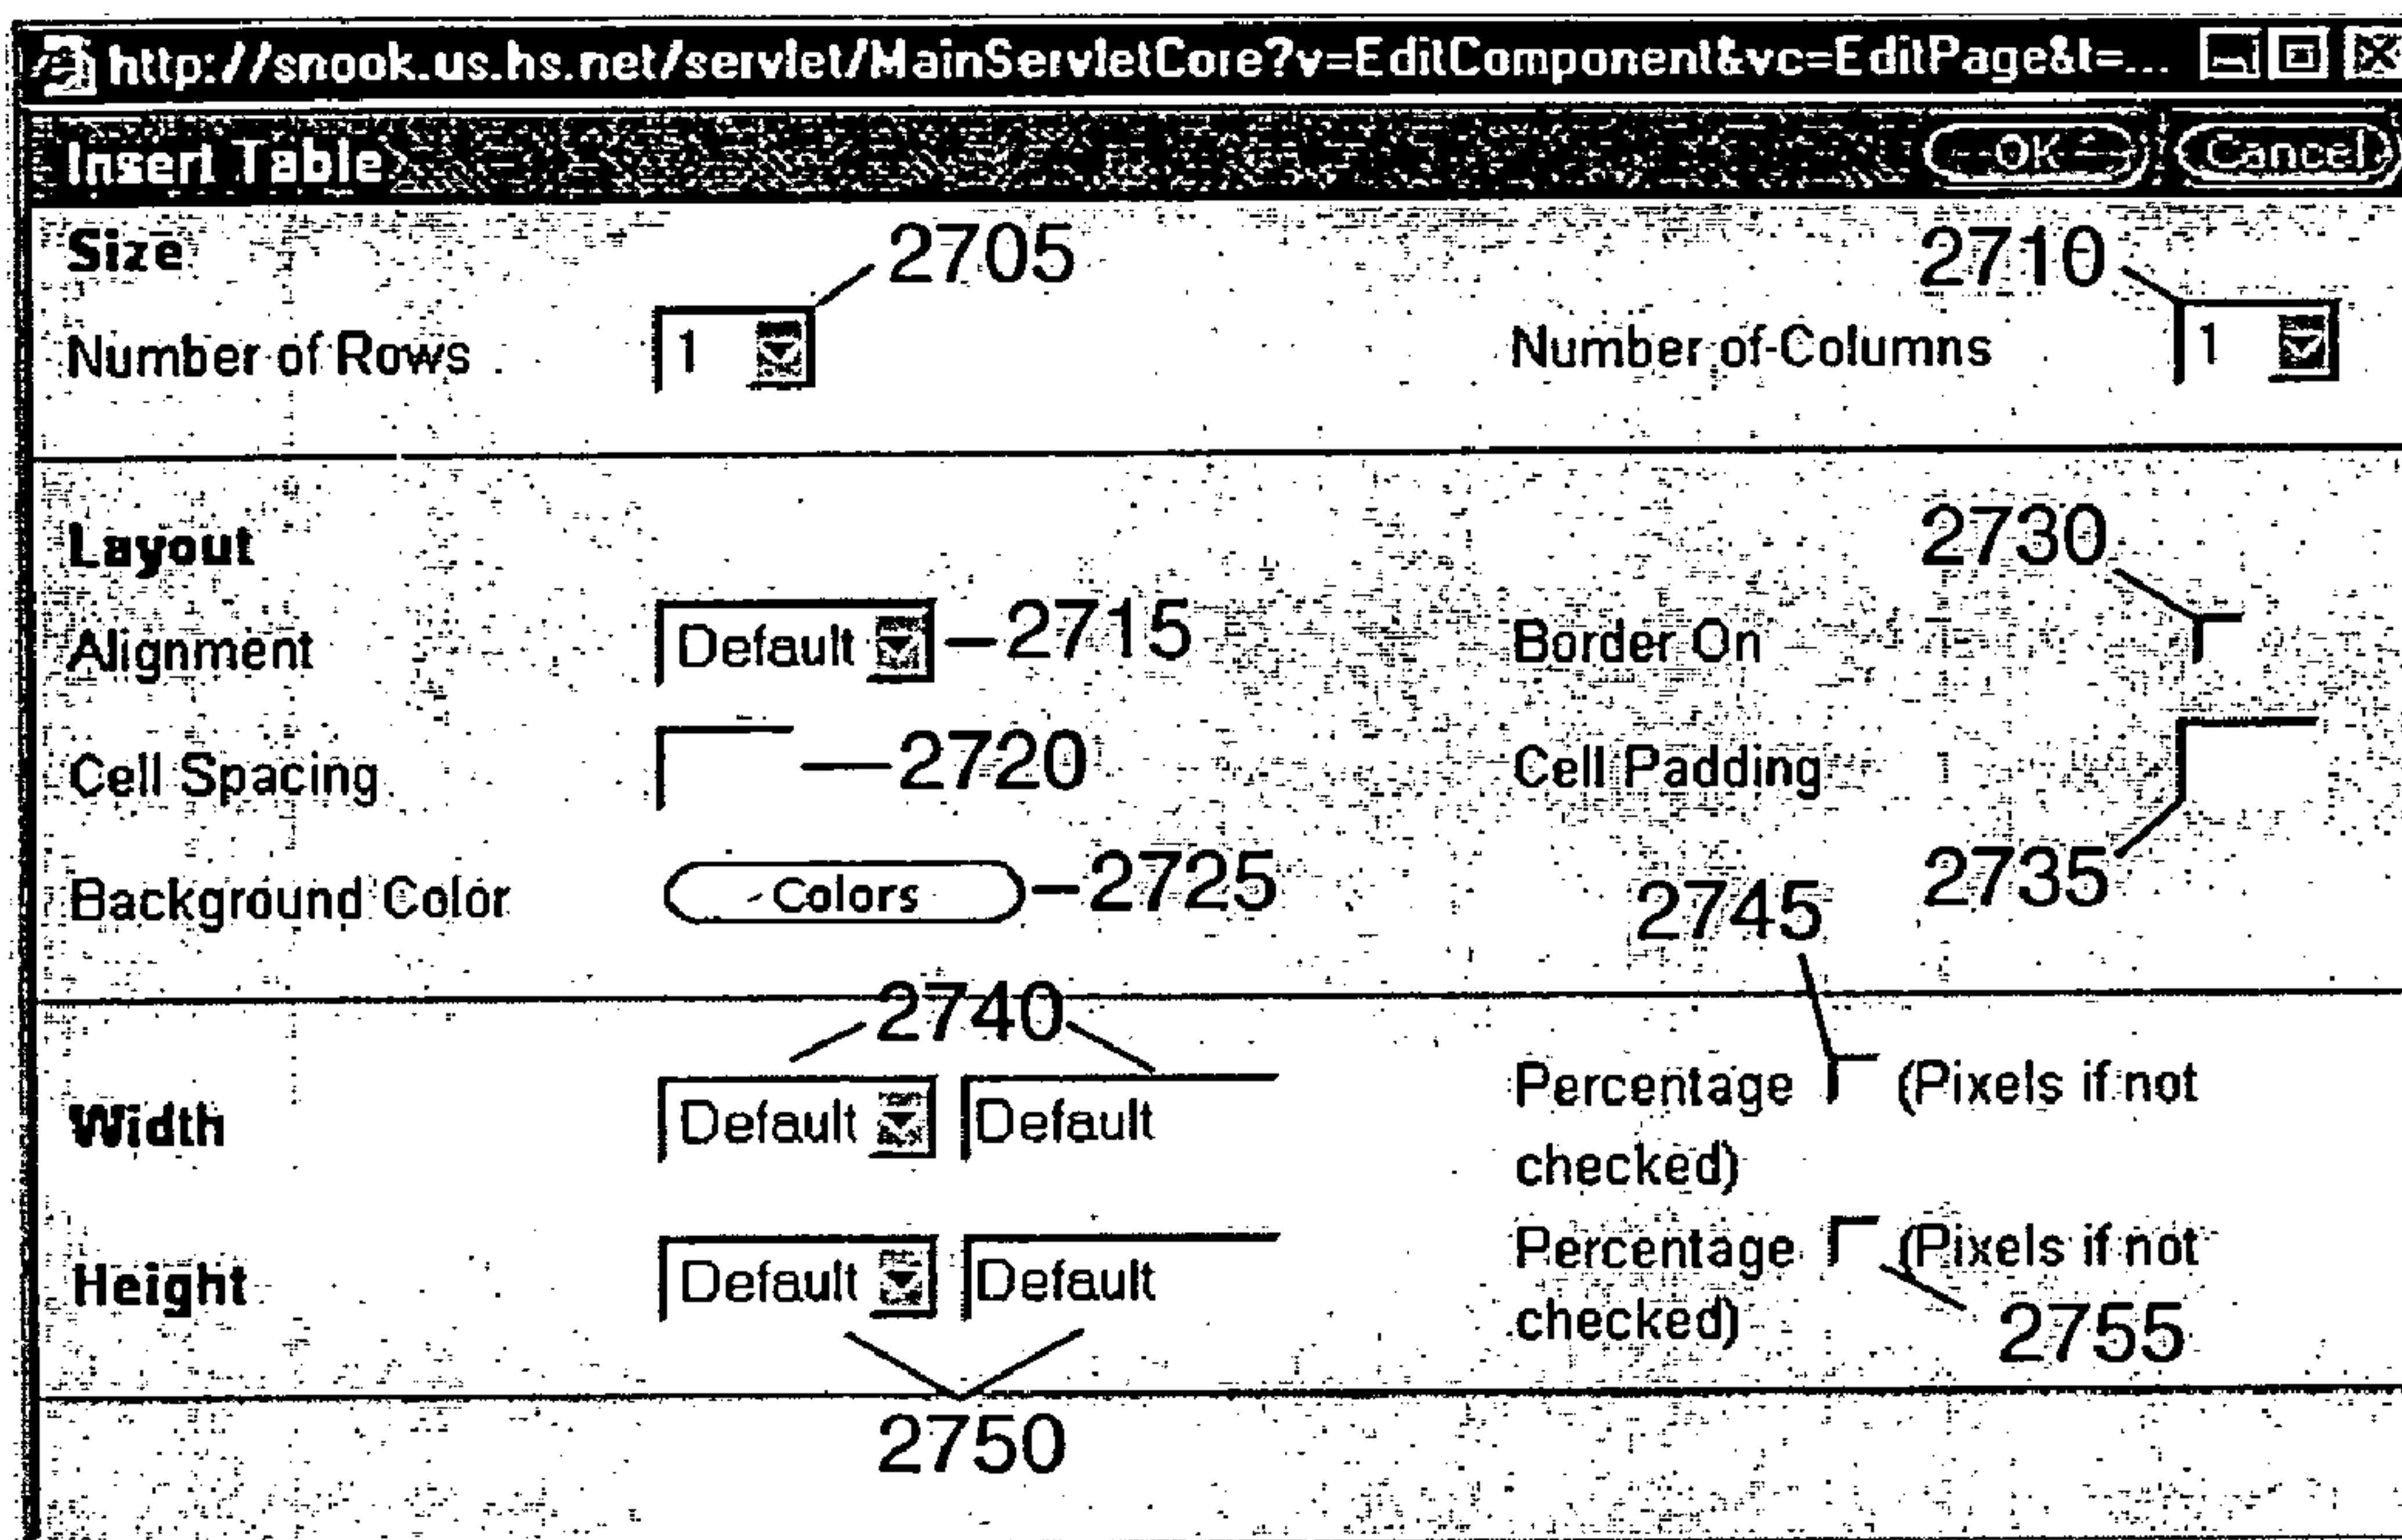 http://snook.us.hs.net/servlet/MainServletCore?v=EditComponent&vc=EditPage&t=...
Insert Table OK Cancel
Size 2705 2710
Number of Rows 1 Number of Columns 1
Layout 2730
Alignment Default 2715 Border On
Cell Spacing 2720 Cell Padding
Background Color Colors 2725 2745 2735
2740
Width Default Default Percentage (Pixels if not
checked)
Height Default Default Percentage (Pixels if not
checked) 2755
2750